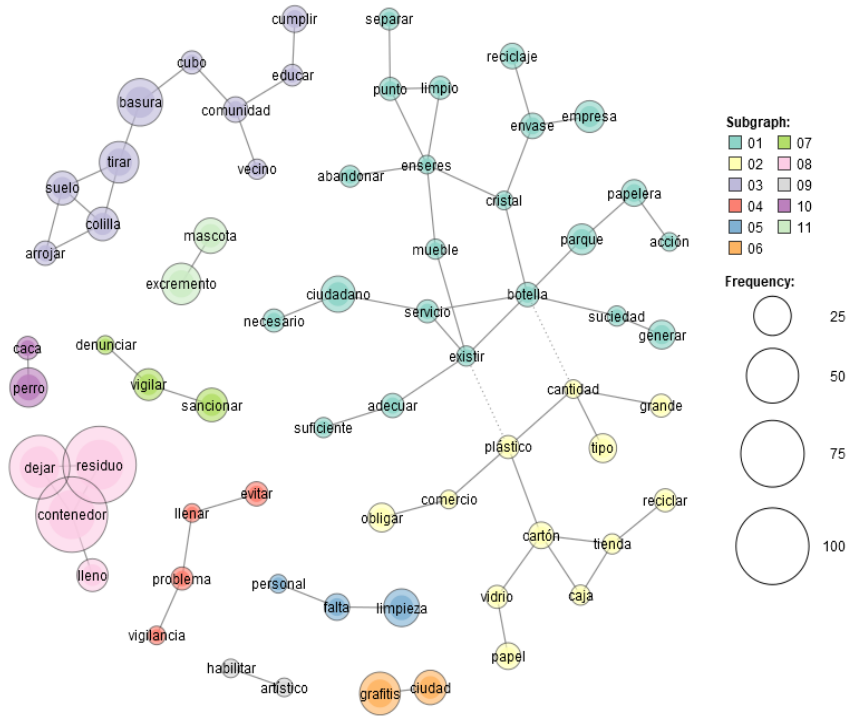 cumplir
separar
cubo
educar
reciclaje
basura
comunidad
punto limpio
envase
empresa
tirar
vecino
enseres
abandonar
suelo
cristal
papelera
colilla
mascota
arrojar
mueble
parque
acción
excremento
ciudadano
servicio
botella
necesario
suciedad
generar
caca
denunciar
existir
perro
vigilar
sancionar
adecuar
cantidad
grande
suficiente
plástico
tipo
dejar
residuo
contenedor
llenar
evitar
comercio
obligar
reciclar
cartón
tienda
lleno
problema
personal
falta
limpieza
vidrio
caja
vigilancia
papel
habilitar
artístico
grafitis
ciudad
Subgraph:
01 07
02 08
03 09
04 10
05 11
06
Frequency:
25
50
75
100